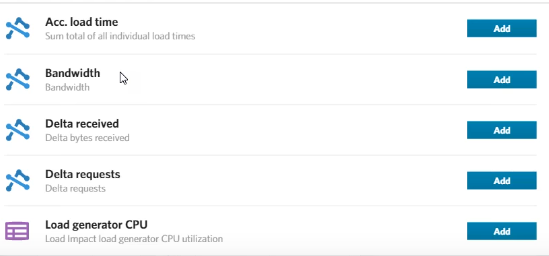 Acc. load time
Sum total of all individual load times
Add
Bandwidth
Bandwidth
Add
Delta received
Delta bytes received
Add
Delta requests
Delta requests
Add
Load generator CPU
Load Impact load generator CPU utilization
Add